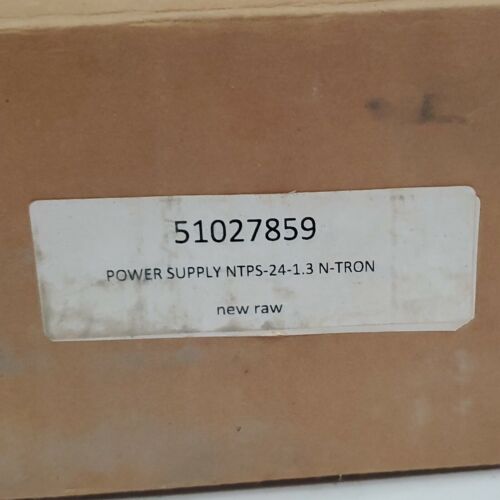 51027859
POWER SUPPLY NTPS-24-1.3 N-TRON
new raw